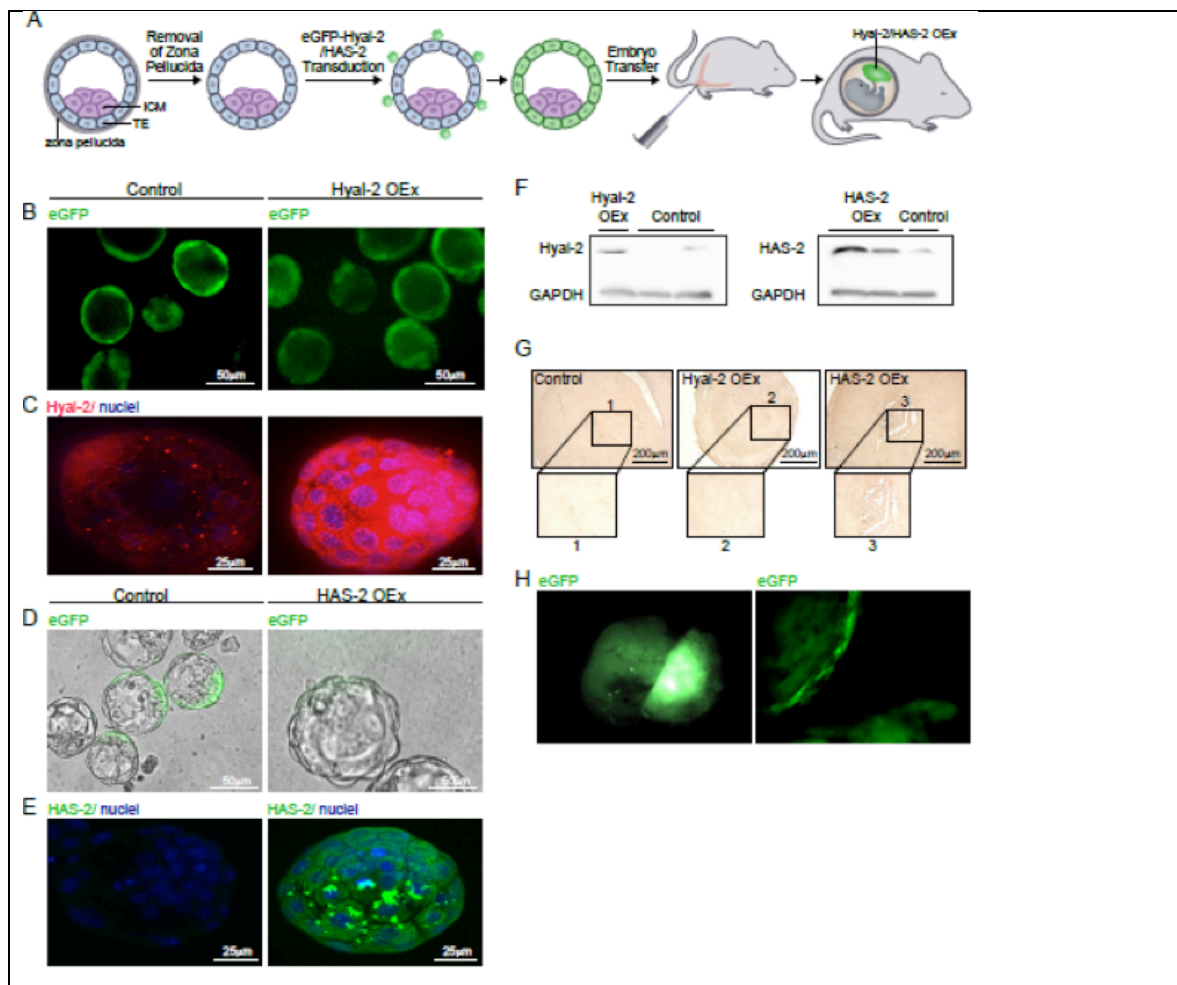 A
Removal
of Zona
Pellucida
eGFP-Hyal-2
/HAS-2
Transduction
Embryo
Transfer
Hyal-2/HAS-2 OEx
ICM
TE
zona pellucida
Control
Hyal-2 OEx
B
eGFP
eGFP
50μm
50μm
C
Hyal-2/ nuclei
25μm
25μm
Control
HAS-2 OEx
D
eGFP
eGFP
50μm
50μm
E
HAS-2/ nuclei
HAS-2/ nuclei
25μm
25μm
F
Hyal-2
OEx
Control
Hyal-2
GAPDH
HAS-2
OEx
Control
HAS-2
GAPDH
G
Control
1
200μm
1
Hyal-2 OEx
2
200μm
2
HAS-2 OEx
3
200μm
3
H
eGFP
eGFP